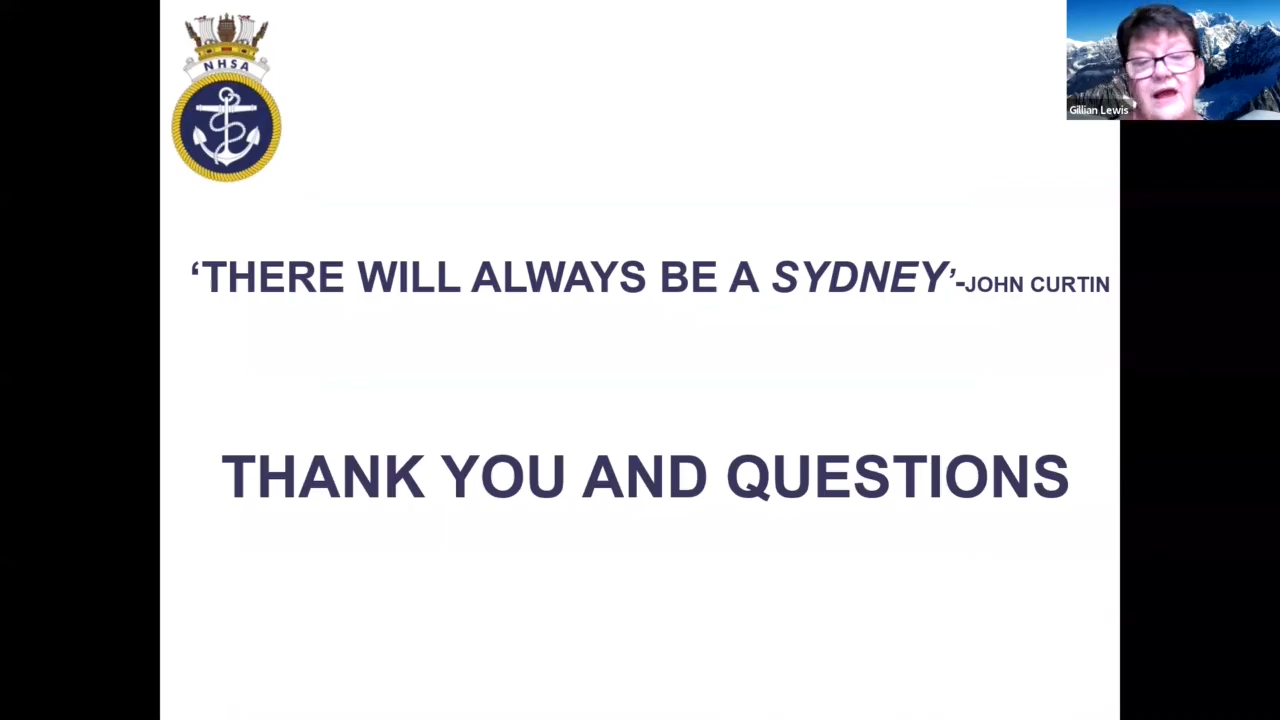 NHSA
Gillian Lewis
‘THERE WILL ALWAYS BE A SYDNEY’-JOHN CURTIN
THANK YOU AND QUESTIONS